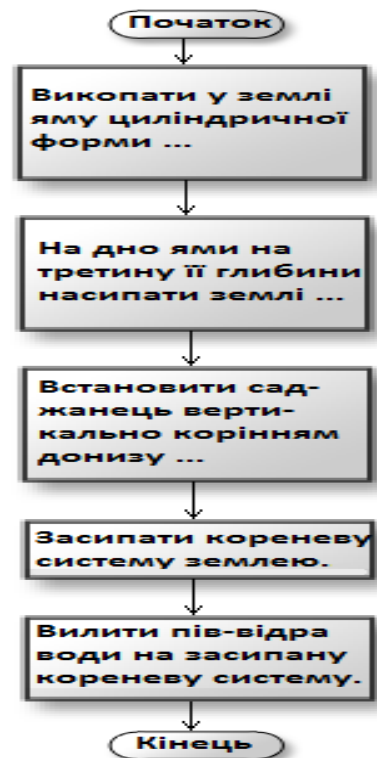 Початок
Викопати у землі
яму циліндричної
форми ...
На дно ями на
третину її глибини
насипати землі ...
Встановити сад-
жанець верти-
кально корінням
донизу ...
Засипати кореневу
систему землею.
Вилити пів-відра
води на засипану
кореневу систему.
Кінець